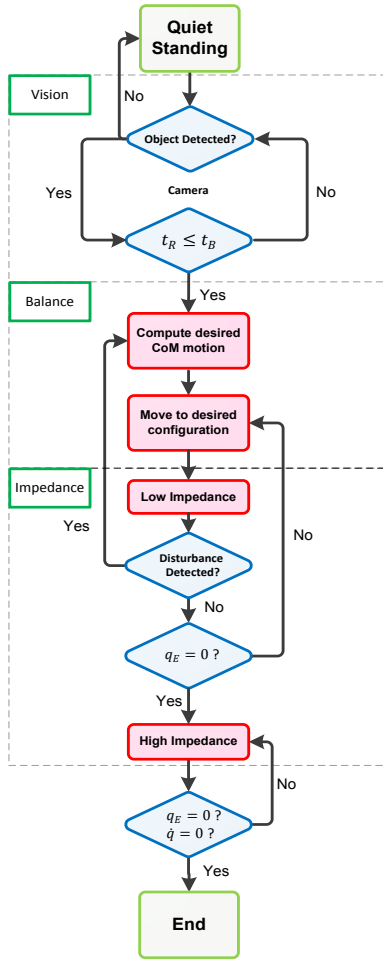 Quiet
Standing
No
Vision
Object Detected?
Yes
Camera
No
t_R ≤ t_B
Yes
Balance
Compute desired
CoM motion
Move to desired
configuration
Impedance
Low Impedance
Yes
No
Disturbance
Detected?
No
q_E = 0 ?
Yes
High Impedance
No
q_E = 0 ?
q̇ = 0 ?
Yes
End